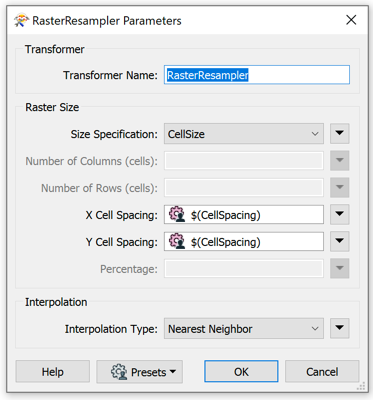 RasterResampler Parameters
Transformer
Transformer Name: RasterResampler
Raster Size
Size Specification: CellSize
Number of Columns (cells):
Number of Rows (cells):
X Cell Spacing: $(CellSpacing)
Y Cell Spacing: $(CellSpacing)
Percentage:
Interpolation
Interpolation Type: Nearest Neighbor
Help Presets OK Cancel